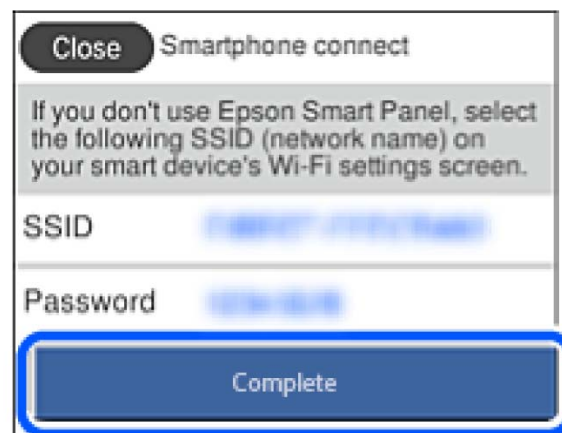 Close Smartphone connect
If you don't use Epson Smart Panel, select
the following SSID (network name) on
your smart device's Wi-Fi settings screen.
SSID
Password
Complete